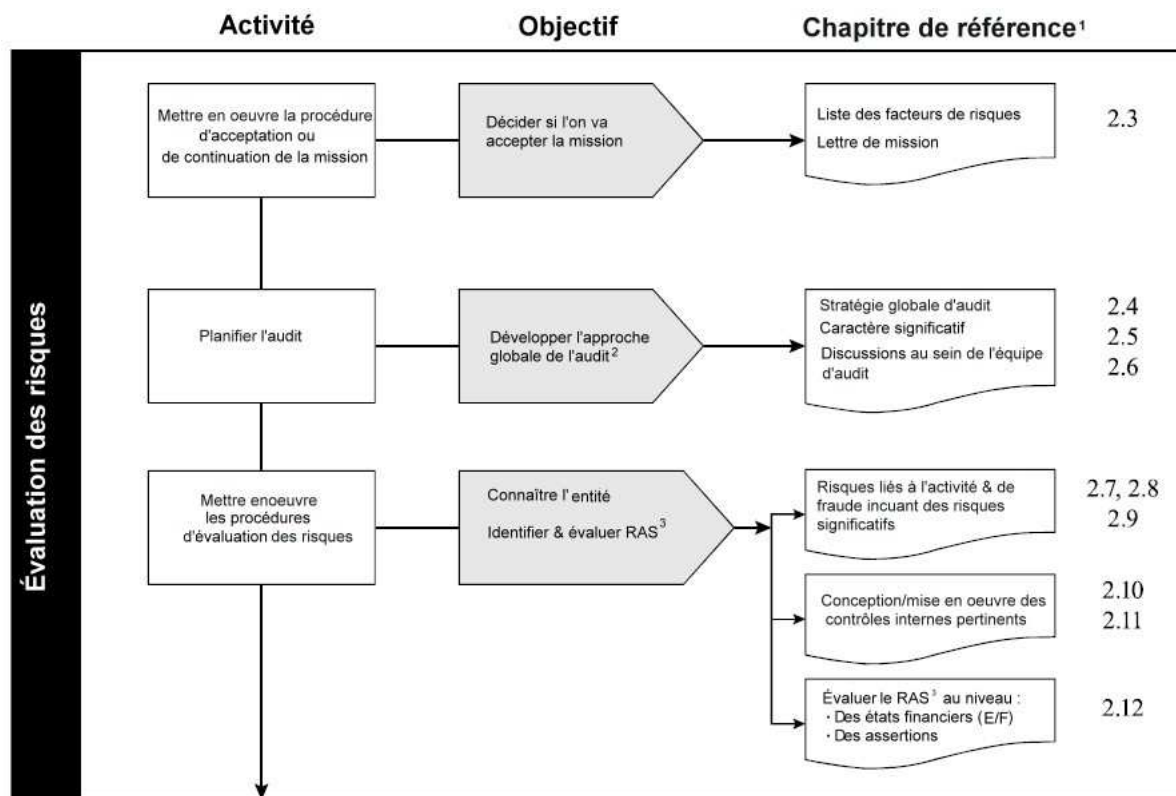 Activité
Objectif
Chapitre de référence¹
Évaluation des risques
Mettre en oeuvre la procédure
d'acceptation ou
de continuation de la mission
Décider si l'on va
accepter la mission
Liste des facteurs de risques
Lettre de mission
2.3
Planifier l'audit
Développer l'approche
globale de l'audit²
Stratégie globale d'audit
Caractère significatif
Discussions au sein de l'équipe
d'audit
2.4
2.5
2.6
Mettre enoeuvre
les procédures
d'évaluation des risques
Connaître l'entité
Identifier & évaluer RAS³
Risques liés à l'activité & de
fraude incuant des risques
significatifs
2.7, 2.8
2.9
Conception/mise en oeuvre des
contrôles internes pertinents
2.10
2.11
Évaluer le RAS³ au niveau :
· Des états financiers (E/F)
· Des assertions
2.12